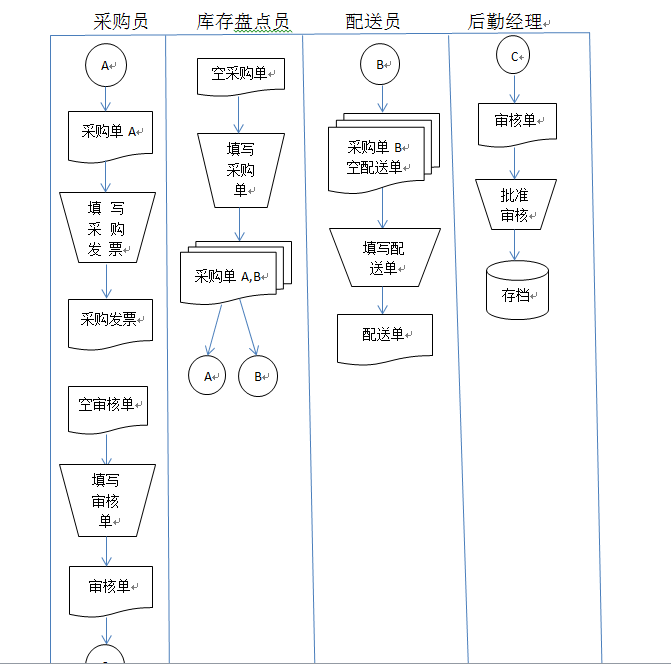 采购员
库存盘点员
配送员
后勤经理
A
采购单 A
填 写
采 购
发 票
采购发票
空审核单
填写
审核
单
审核单
空采购单
填写
采购
单
采购单 A,B
A
B
B
采购单 B
空配送单
填写配
送单
配送单
C
审核单
批准
审核
存档